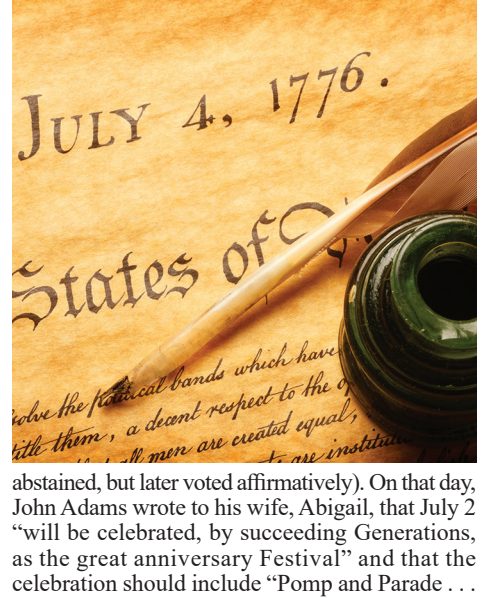 JULY 4, 1776.
States of
solve the political bands which have
title them, a decent respect to the
all men are created equal,
are institu
abstained, but later voted affirmatively). On that day,
John Adams wrote to his wife, Abigail, that July 2
“will be celebrated, by succeeding Generations,
as the great anniversary Festival” and that the
celebration should include “Pomp and Parade . . .